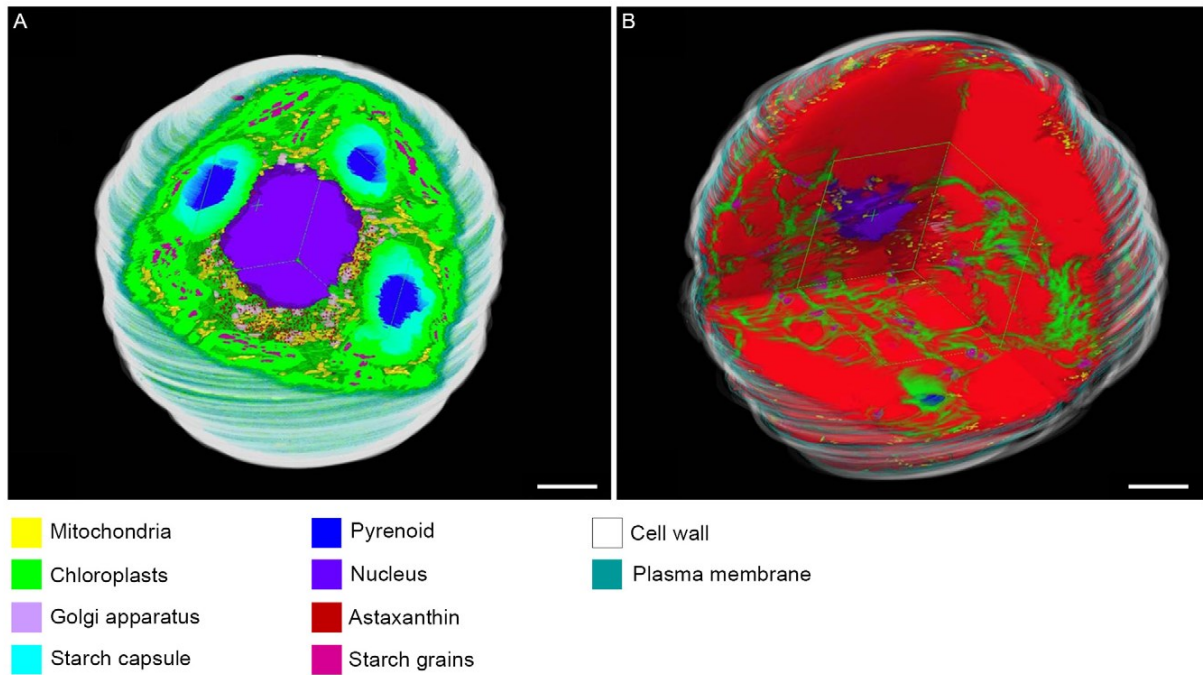 A
B
Mitochondria
Chloroplasts
Golgi apparatus
Starch capsule
Pyrenoid
Nucleus
Astaxanthin
Starch grains
Cell wall
Plasma membrane